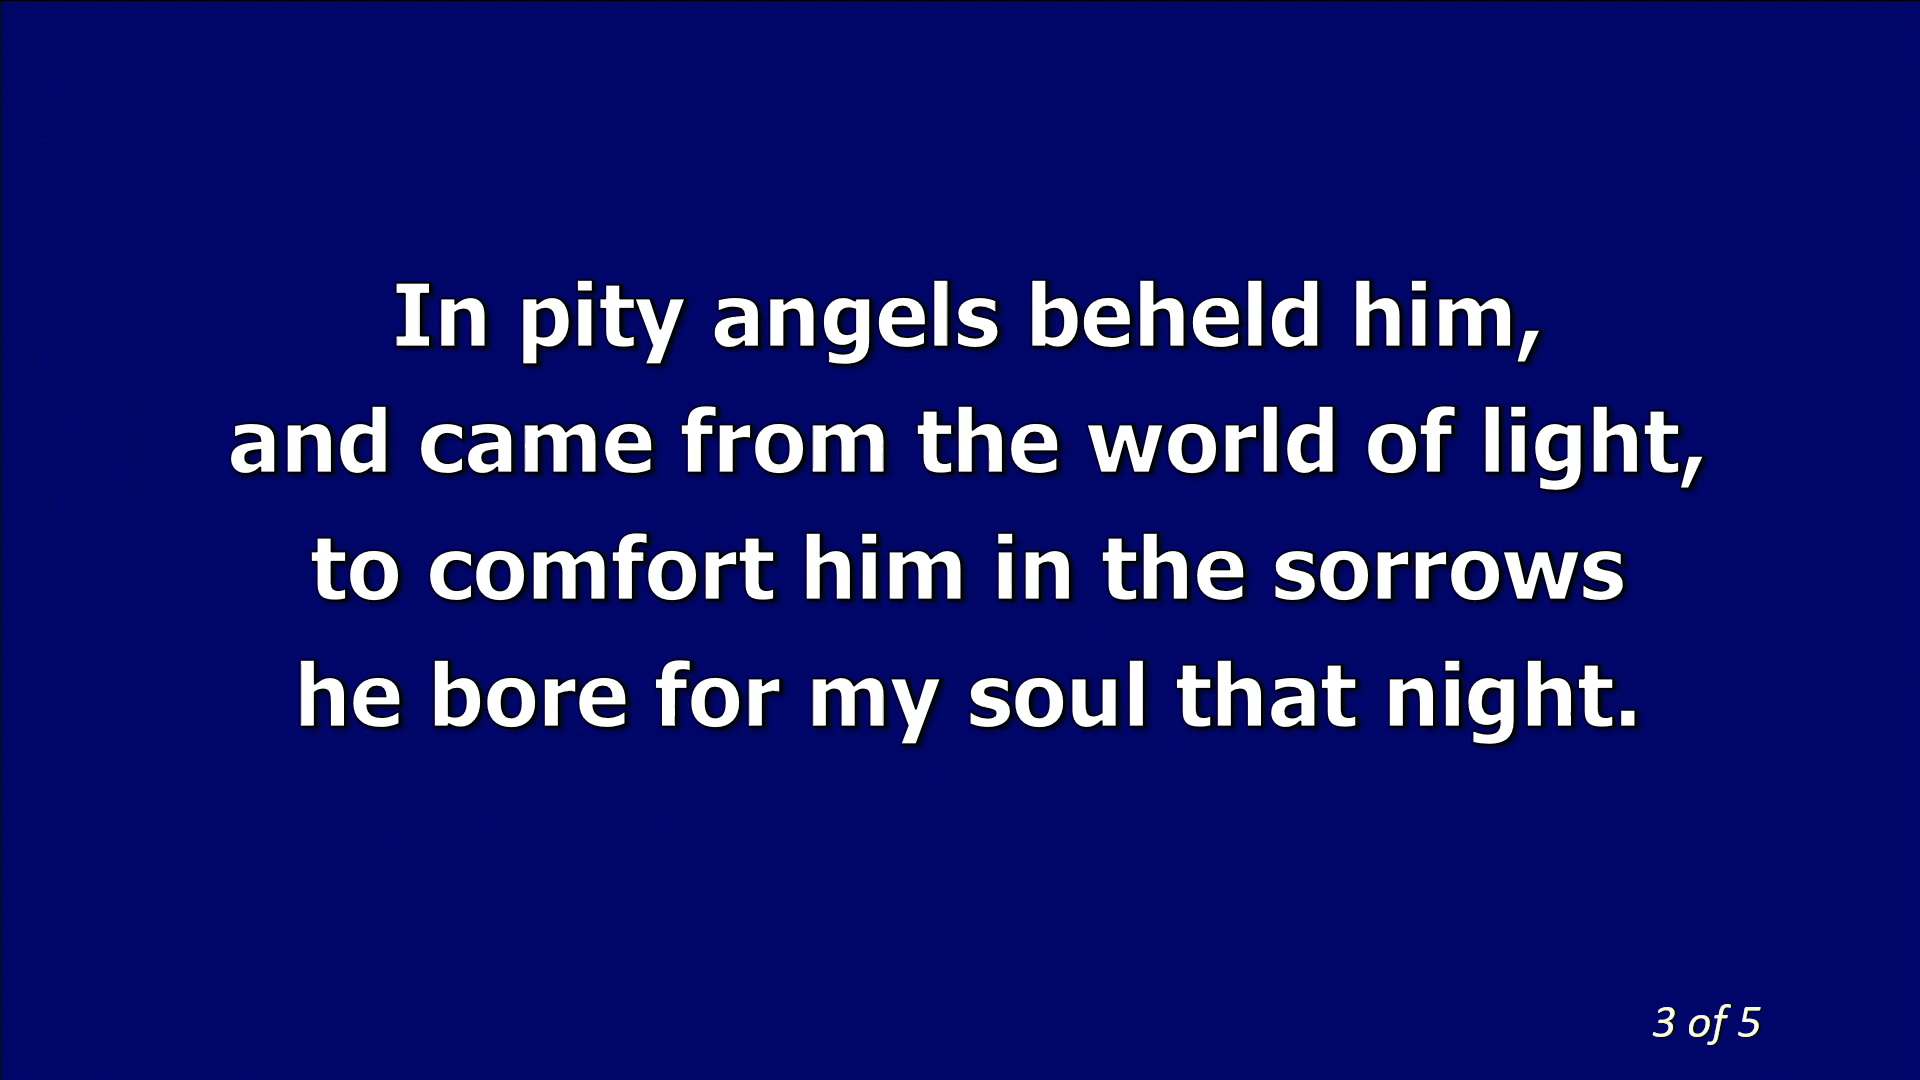 In pity angels beheld him,
and came from the world of light,
to comfort him in the sorrows
he bore for my soul that night.
3 of 5